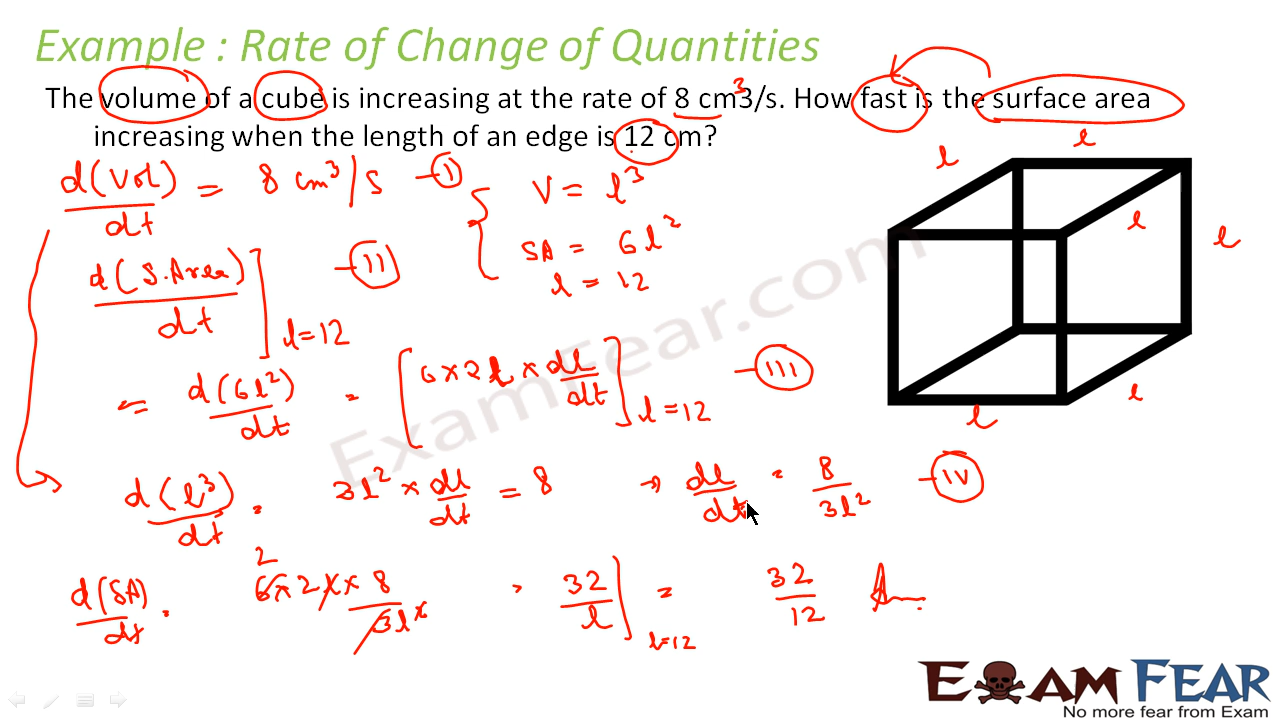 Example : Rate of Change of Quantities
The volume of a cube is increasing at the rate of 8 cm3/s. How fast is the surface area
3
increasing when the length of an edge is 12 cm?
d(Vol)/dt = 8 cm³/s - (I)
V = l³
SA = 6l²
l = 12
d(S.Area)/dt ] l=12 - (II)
= d(6l²)/dt = [6×2l × dl/dt] l=12 - (III)
d(l³)/dt = 3l² × dl/dt = 8 → dl/dt = 8/3l² - (IV)
2
d(SA)/dt = 6×2l×8/3l² = 32/l | l=12 = 32/12
l
l
l
l
l
l
ExamFear.com
EXAM FEAR
No more fear from Exam